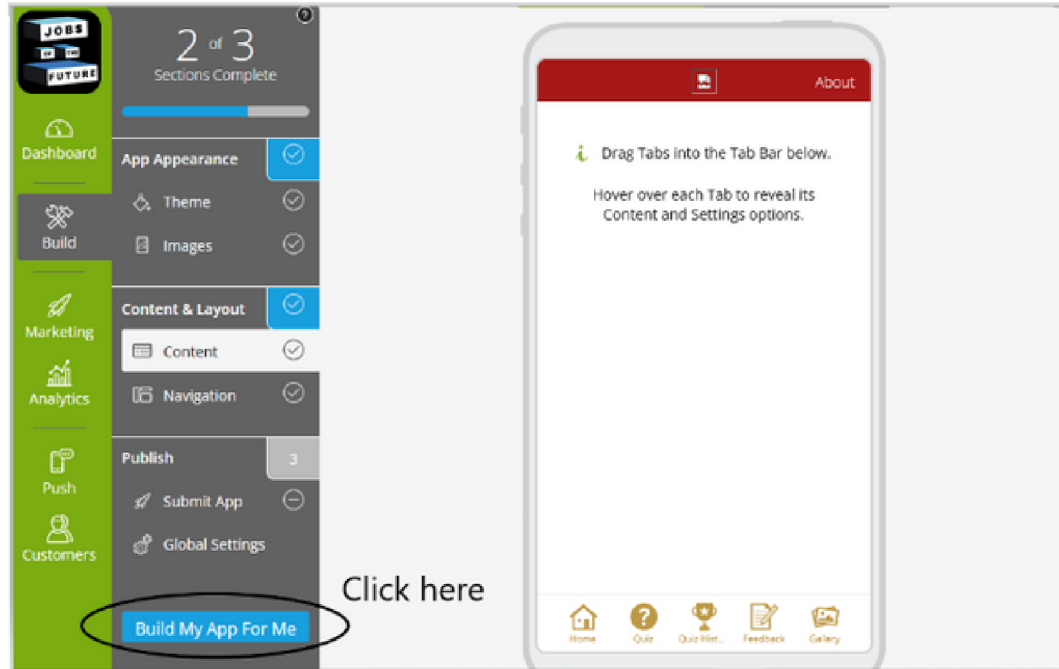 JOBS
OF THE
FUTURE
Dashboard
Build
Marketing
Analytics
Push
Customers
?
2 of 3
Sections Complete
App Appearance
Theme
Images
Content & Layout
Content
Navigation
Publish
3
Submit App
Global Settings
Build My App For Me
Click here
About
i Drag Tabs into the Tab Bar below.
Hover over each Tab to reveal its
Content and Settings options.
Home
?
Quiz
Quiz Hint...
Feedback
Gallery